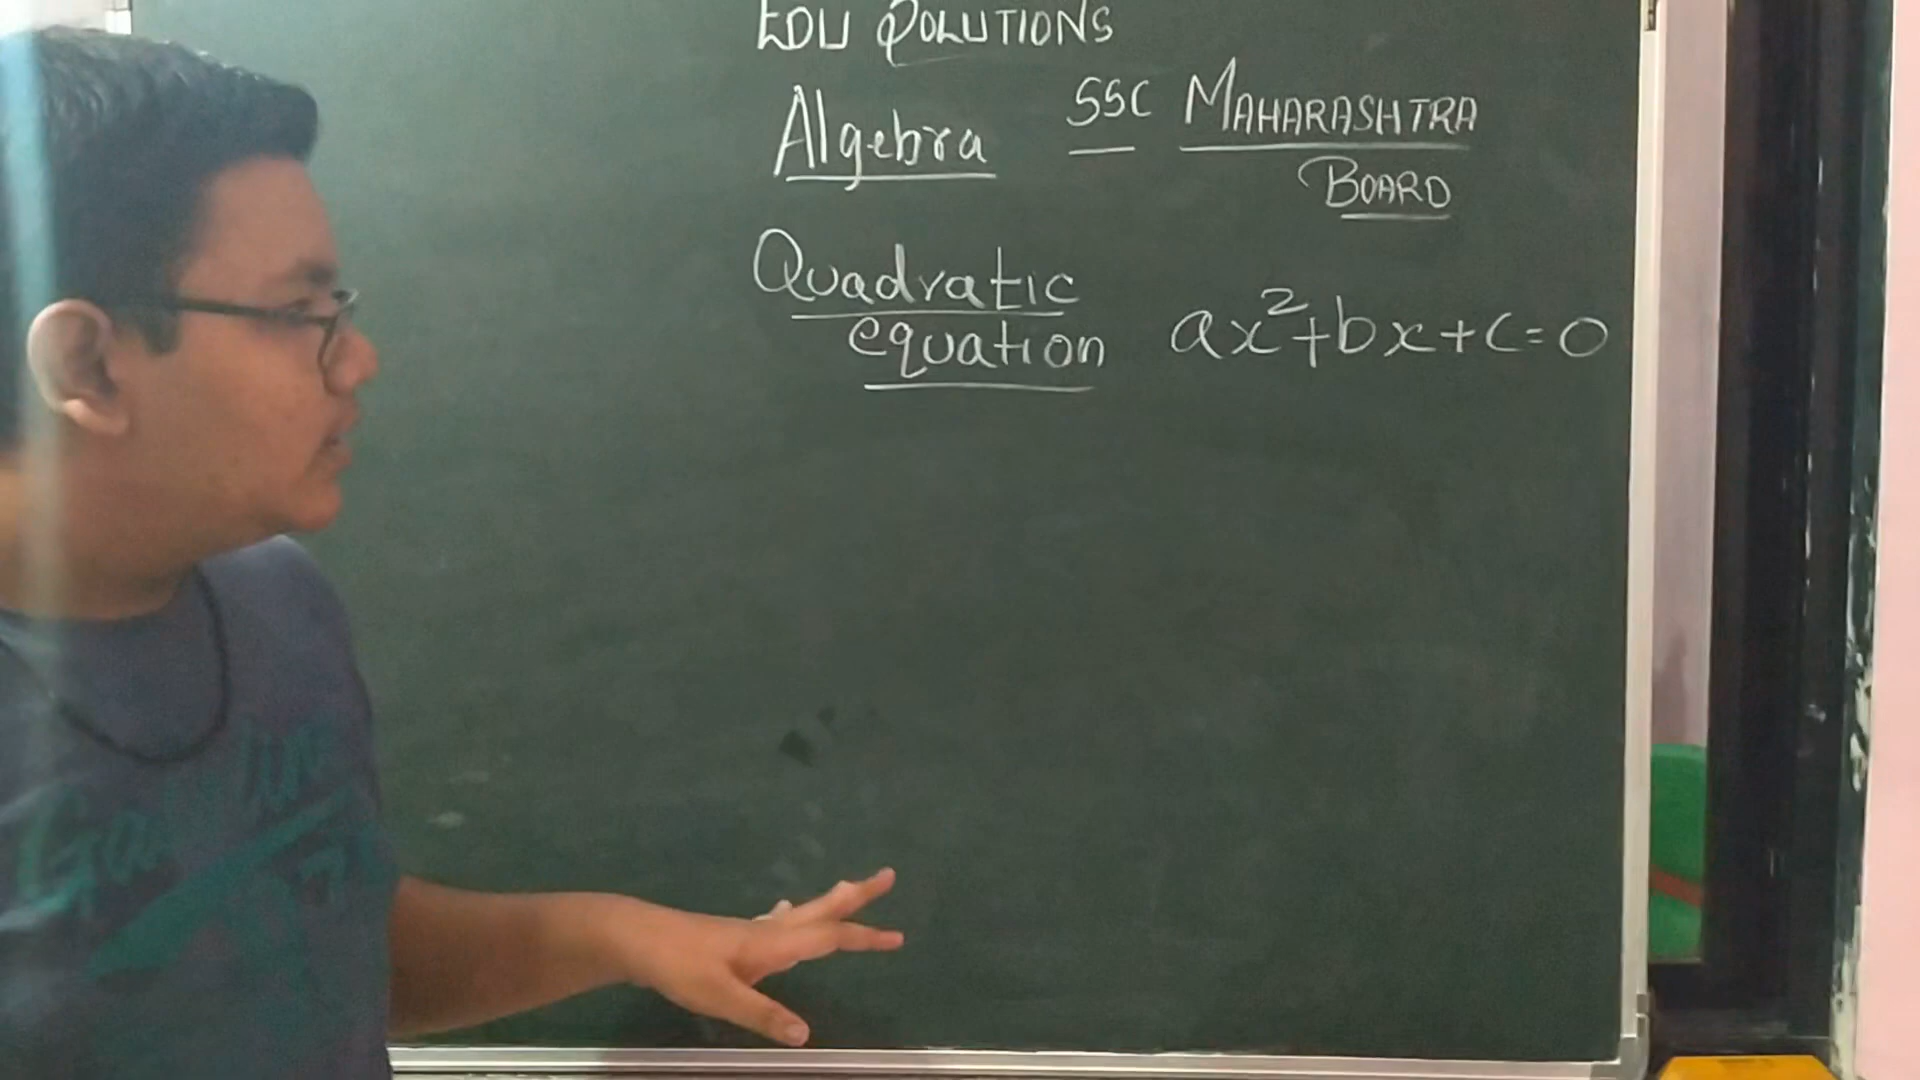 EDU SOLUTIONS
Algebra SSC MAHARASHTRA
BOARD
Quadratic
equation ax²+bx+c=0